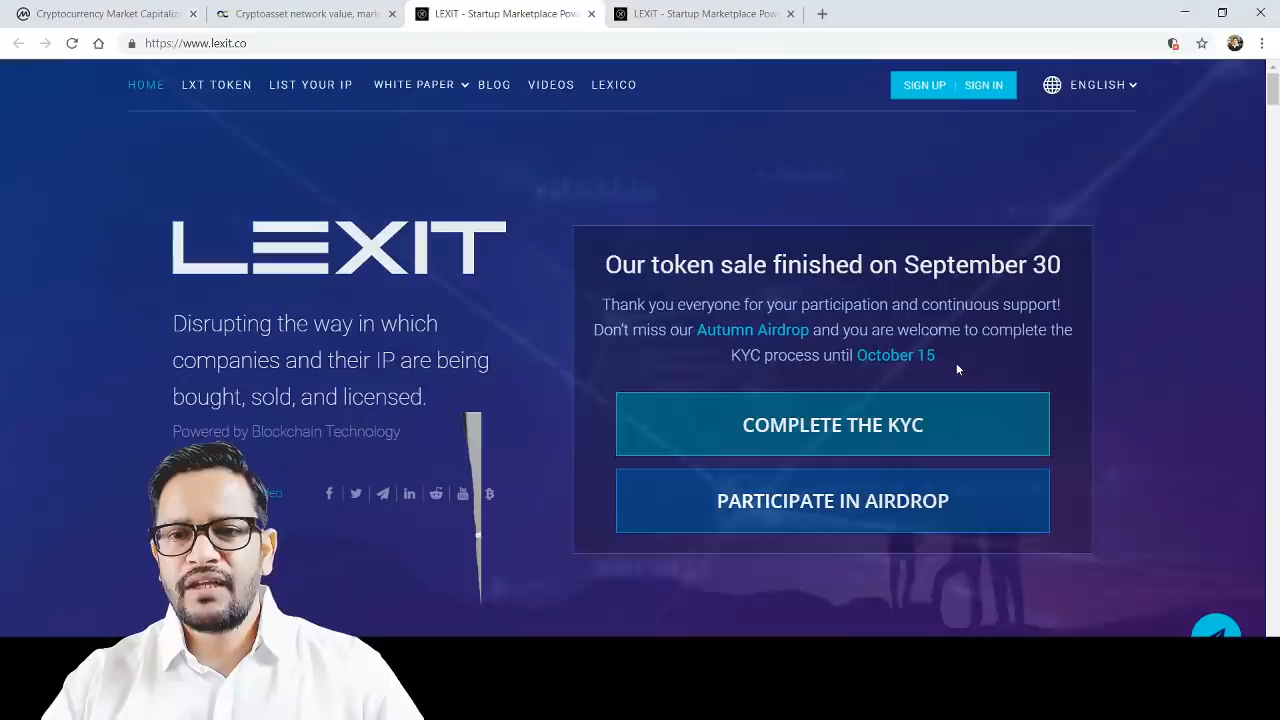 Cryptocurrency Market Capitaliz
Cryptoasset network value, mark
LEXIT - Startup Marketplace Pow
LEXIT - Startup Marketplace Pow
https://www.lexit.co
HOME
LXT TOKEN
LIST YOUR IP
WHITE PAPER
BLOG
VIDEOS
LEXICO
SIGN UP | SIGN IN
ENGLISH
LEXIT
Disrupting the way in which
companies and their IP are being
bought, sold, and licensed.
Powered by Blockchain Technology
Our token sale finished on September 30
Thank you everyone for your participation and continuous support!
Don't miss our Autumn Airdrop and you are welcome to complete the
KYC process until October 15
COMPLETE THE KYC
PARTICIPATE IN AIRDROP